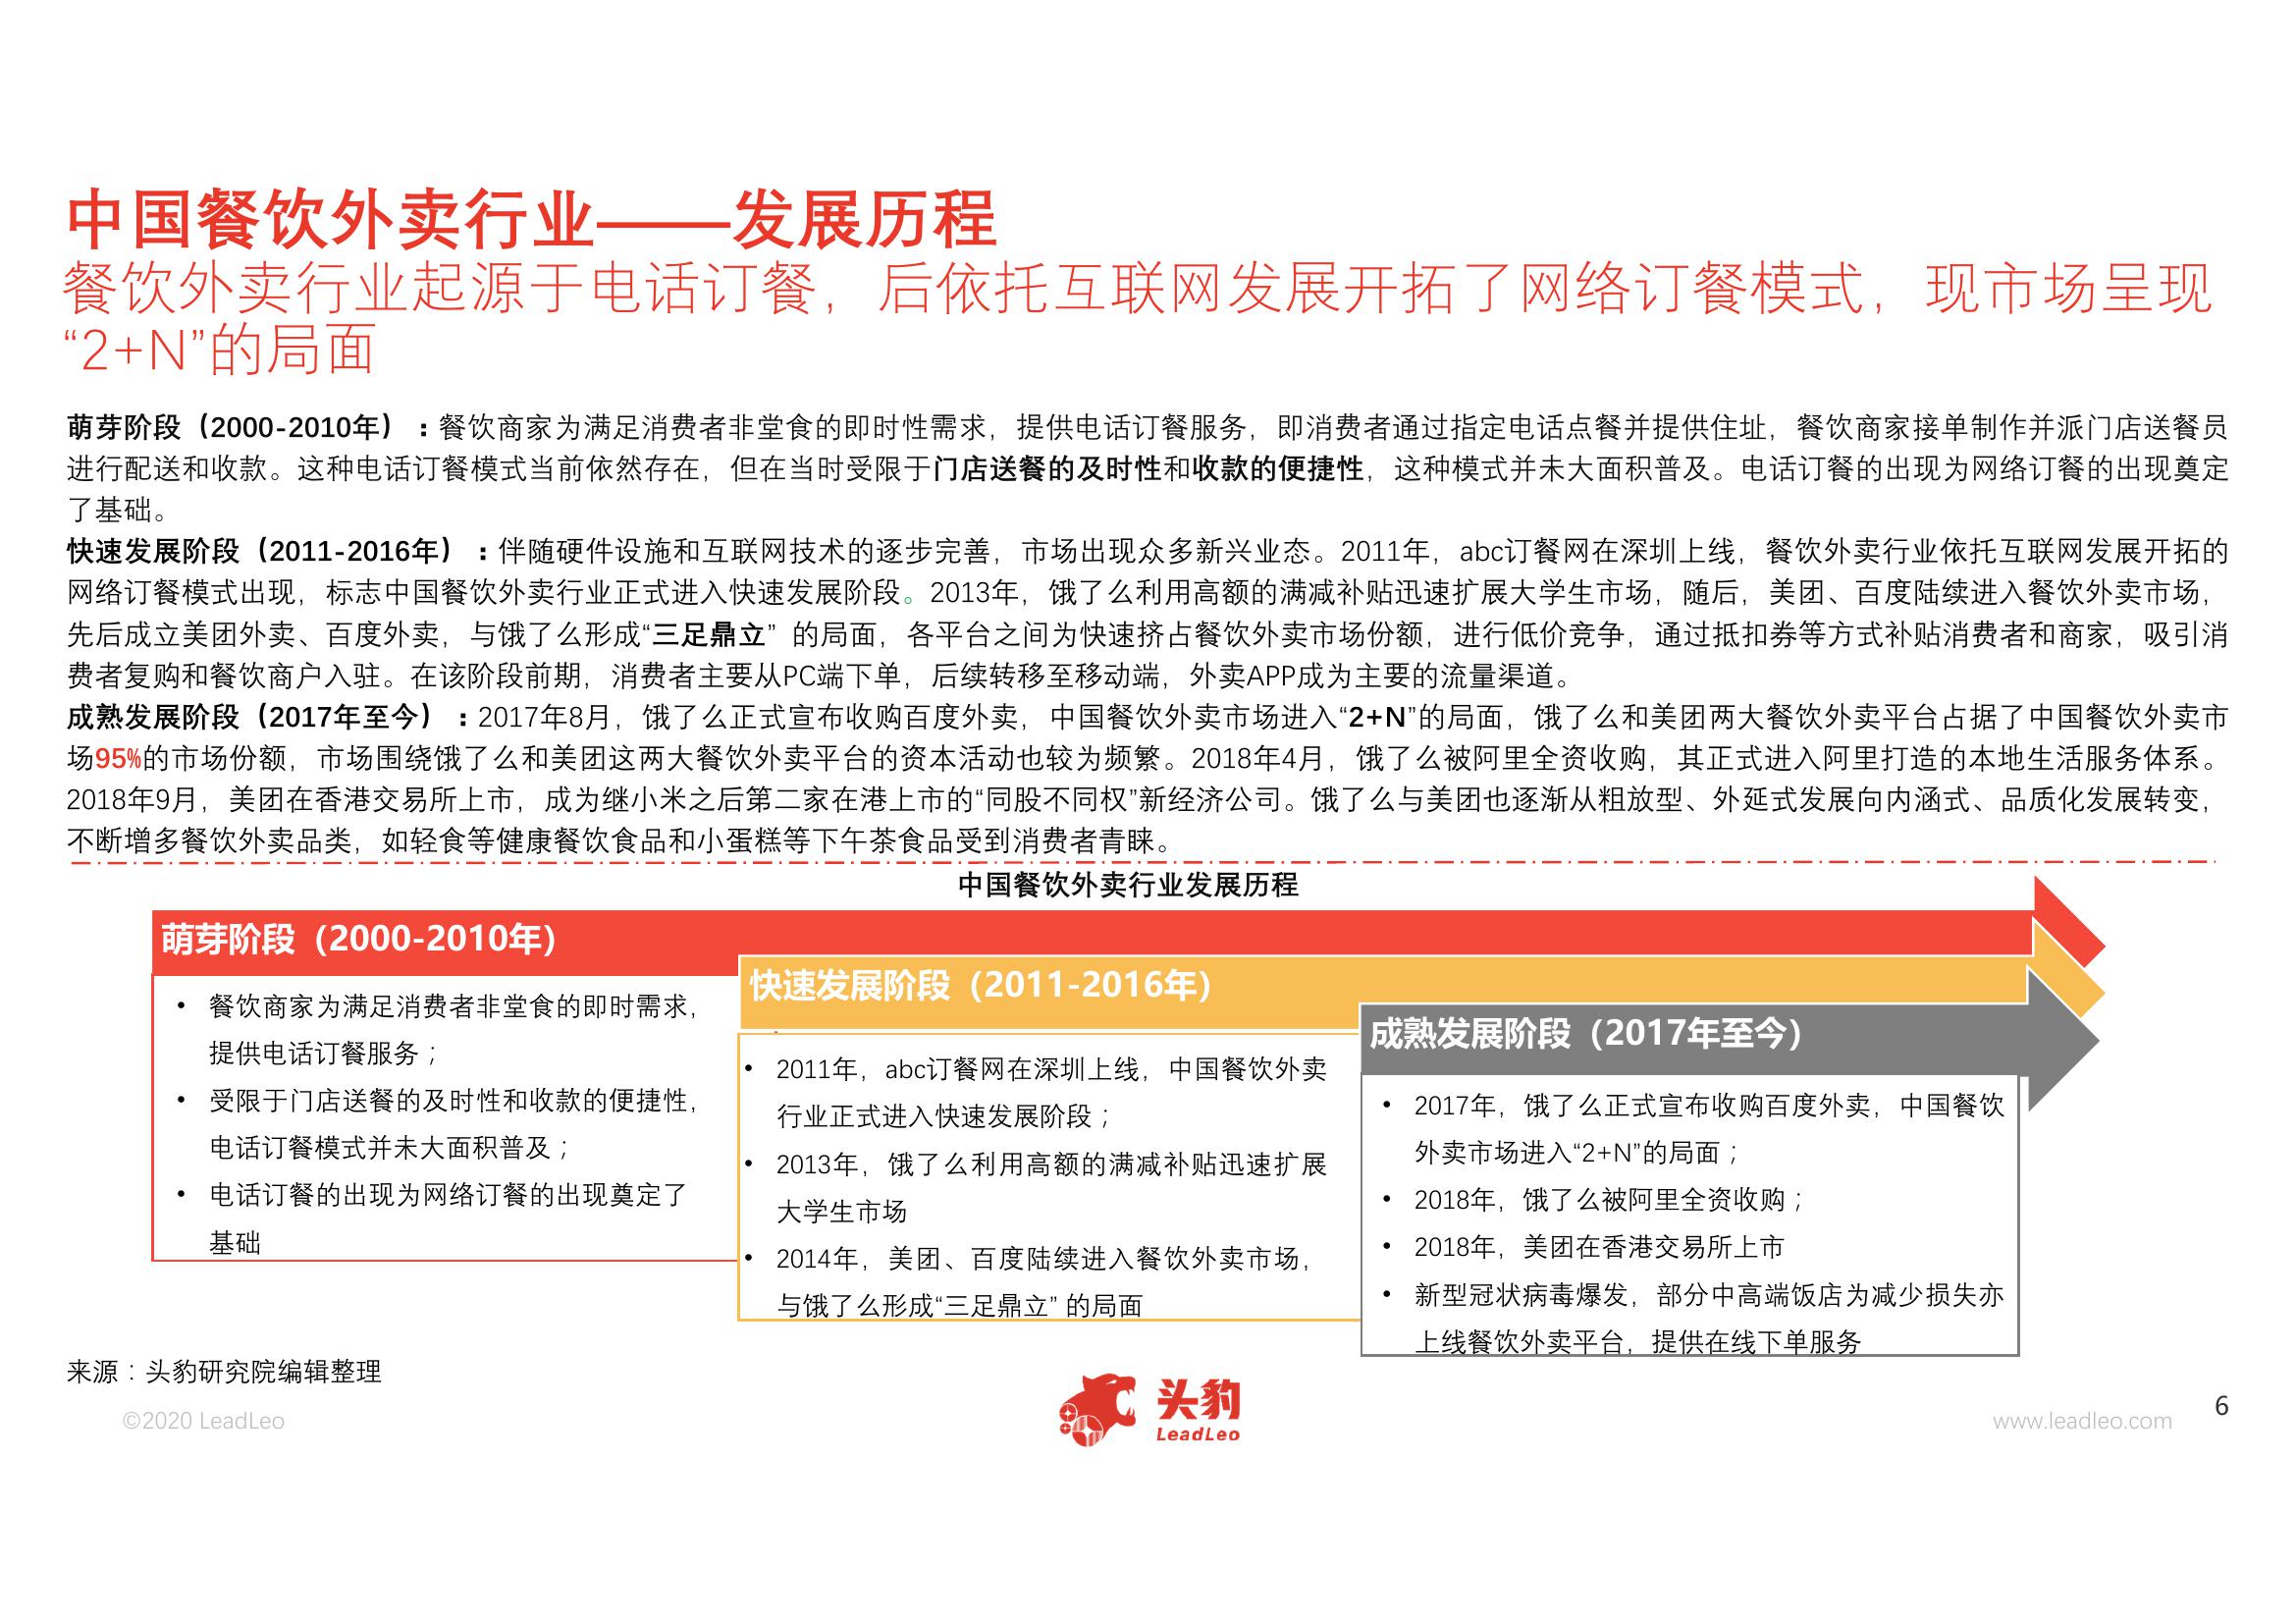 中国餐饮外卖行业——发展历程
餐饮外卖行业起源于电话订餐，后依托互联网发展开拓了网络订餐模式，现市场呈现
“2+N”的局面
萌芽阶段（2000-2010年）：餐饮商家为满足消费者非堂食的即时性需求，提供电话订餐服务，即消费者通过指定电话点餐并提供住址，餐饮商家接单制作并派门店送餐员
进行配送和收款。这种电话订餐模式当前依然存在，但在当时受限于门店送餐的及时性和收款的便捷性，这种模式并未大面积普及。电话订餐的出现为网络订餐的出现奠定
了基础。
快速发展阶段（2011-2016年）：伴随硬件设施和互联网技术的逐步完善，市场出现众多新兴业态。2011年，abc订餐网在深圳上线，餐饮外卖行业依托互联网发展开拓的
网络订餐模式出现，标志中国餐饮外卖行业正式进入快速发展阶段。2013年，饿了么利用高额的满减补贴迅速扩展大学生市场，随后，美团、百度陆续进入餐饮外卖市场，
先后成立美团外卖、百度外卖，与饿了么形成“三足鼎立” 的局面，各平台之间为快速挤占餐饮外卖市场份额，进行低价竞争，通过抵扣券等方式补贴消费者和商家，吸引消
费者复购和餐饮商户入驻。在该阶段前期，消费者主要从PC端下单，后续转移至移动端，外卖APP成为主要的流量渠道。
成熟发展阶段（2017年至今）：2017年8月，饿了么正式宣布收购百度外卖，中国餐饮外卖市场进入“2+N”的局面，饿了么和美团两大餐饮外卖平台占据了中国餐饮外卖市
场95%的市场份额，市场围绕饿了么和美团这两大餐饮外卖平台的资本活动也较为频繁。2018年4月，饿了么被阿里全资收购，其正式进入阿里打造的本地生活服务体系。
2018年9月，美团在香港交易所上市，成为继小米之后第二家在港上市的“同股不同权”新经济公司。饿了么与美团也逐渐从粗放型、外延式发展向内涵式、品质化发展转变，
不断增多餐饮外卖品类，如轻食等健康餐饮食品和小蛋糕等下午茶食品受到消费者青睐。
中国餐饮外卖行业发展历程
萌芽阶段（2000-2010年）
• 餐饮商家为满足消费者非堂食的即时需求，
提供电话订餐服务；
• 受限于门店送餐的及时性和收款的便捷性，
电话订餐模式并未大面积普及；
• 电话订餐的出现为网络订餐的出现奠定了
基础
快速发展阶段（2011-2016年）
• 2011年，abc订餐网在深圳上线，中国餐饮外卖
行业正式进入快速发展阶段；
• 2013年，饿了么利用高额的满减补贴迅速扩展
大学生市场
• 2014年，美团、百度陆续进入餐饮外卖市场，
与饿了么形成“三足鼎立” 的局面
成熟发展阶段（2017年至今）
• 2017年，饿了么正式宣布收购百度外卖，中国餐饮
外卖市场进入“2+N”的局面；
• 2018年，饿了么被阿里全资收购；
• 2018年，美团在香港交易所上市
• 新型冠状病毒爆发，部分中高端饭店为减少损失亦
上线餐饮外卖平台，提供在线下单服务
来源：头豹研究院编辑整理
©2020 LeadLeo
头豹
LeadLeo
www.leadleo.com
6